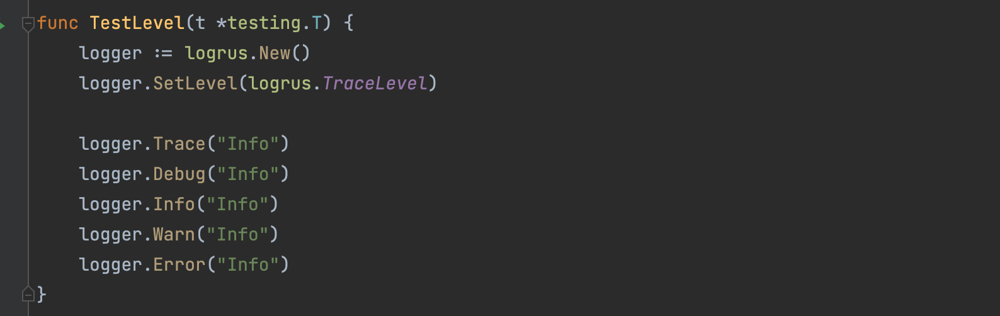 func TestLevel(t *testing.T) {
    logger := logrus.New()
    logger.SetLevel(logrus.TraceLevel)

    logger.Trace("Info")
    logger.Debug("Info")
    logger.Info("Info")
    logger.Warn("Info")
    logger.Error("Info")
}